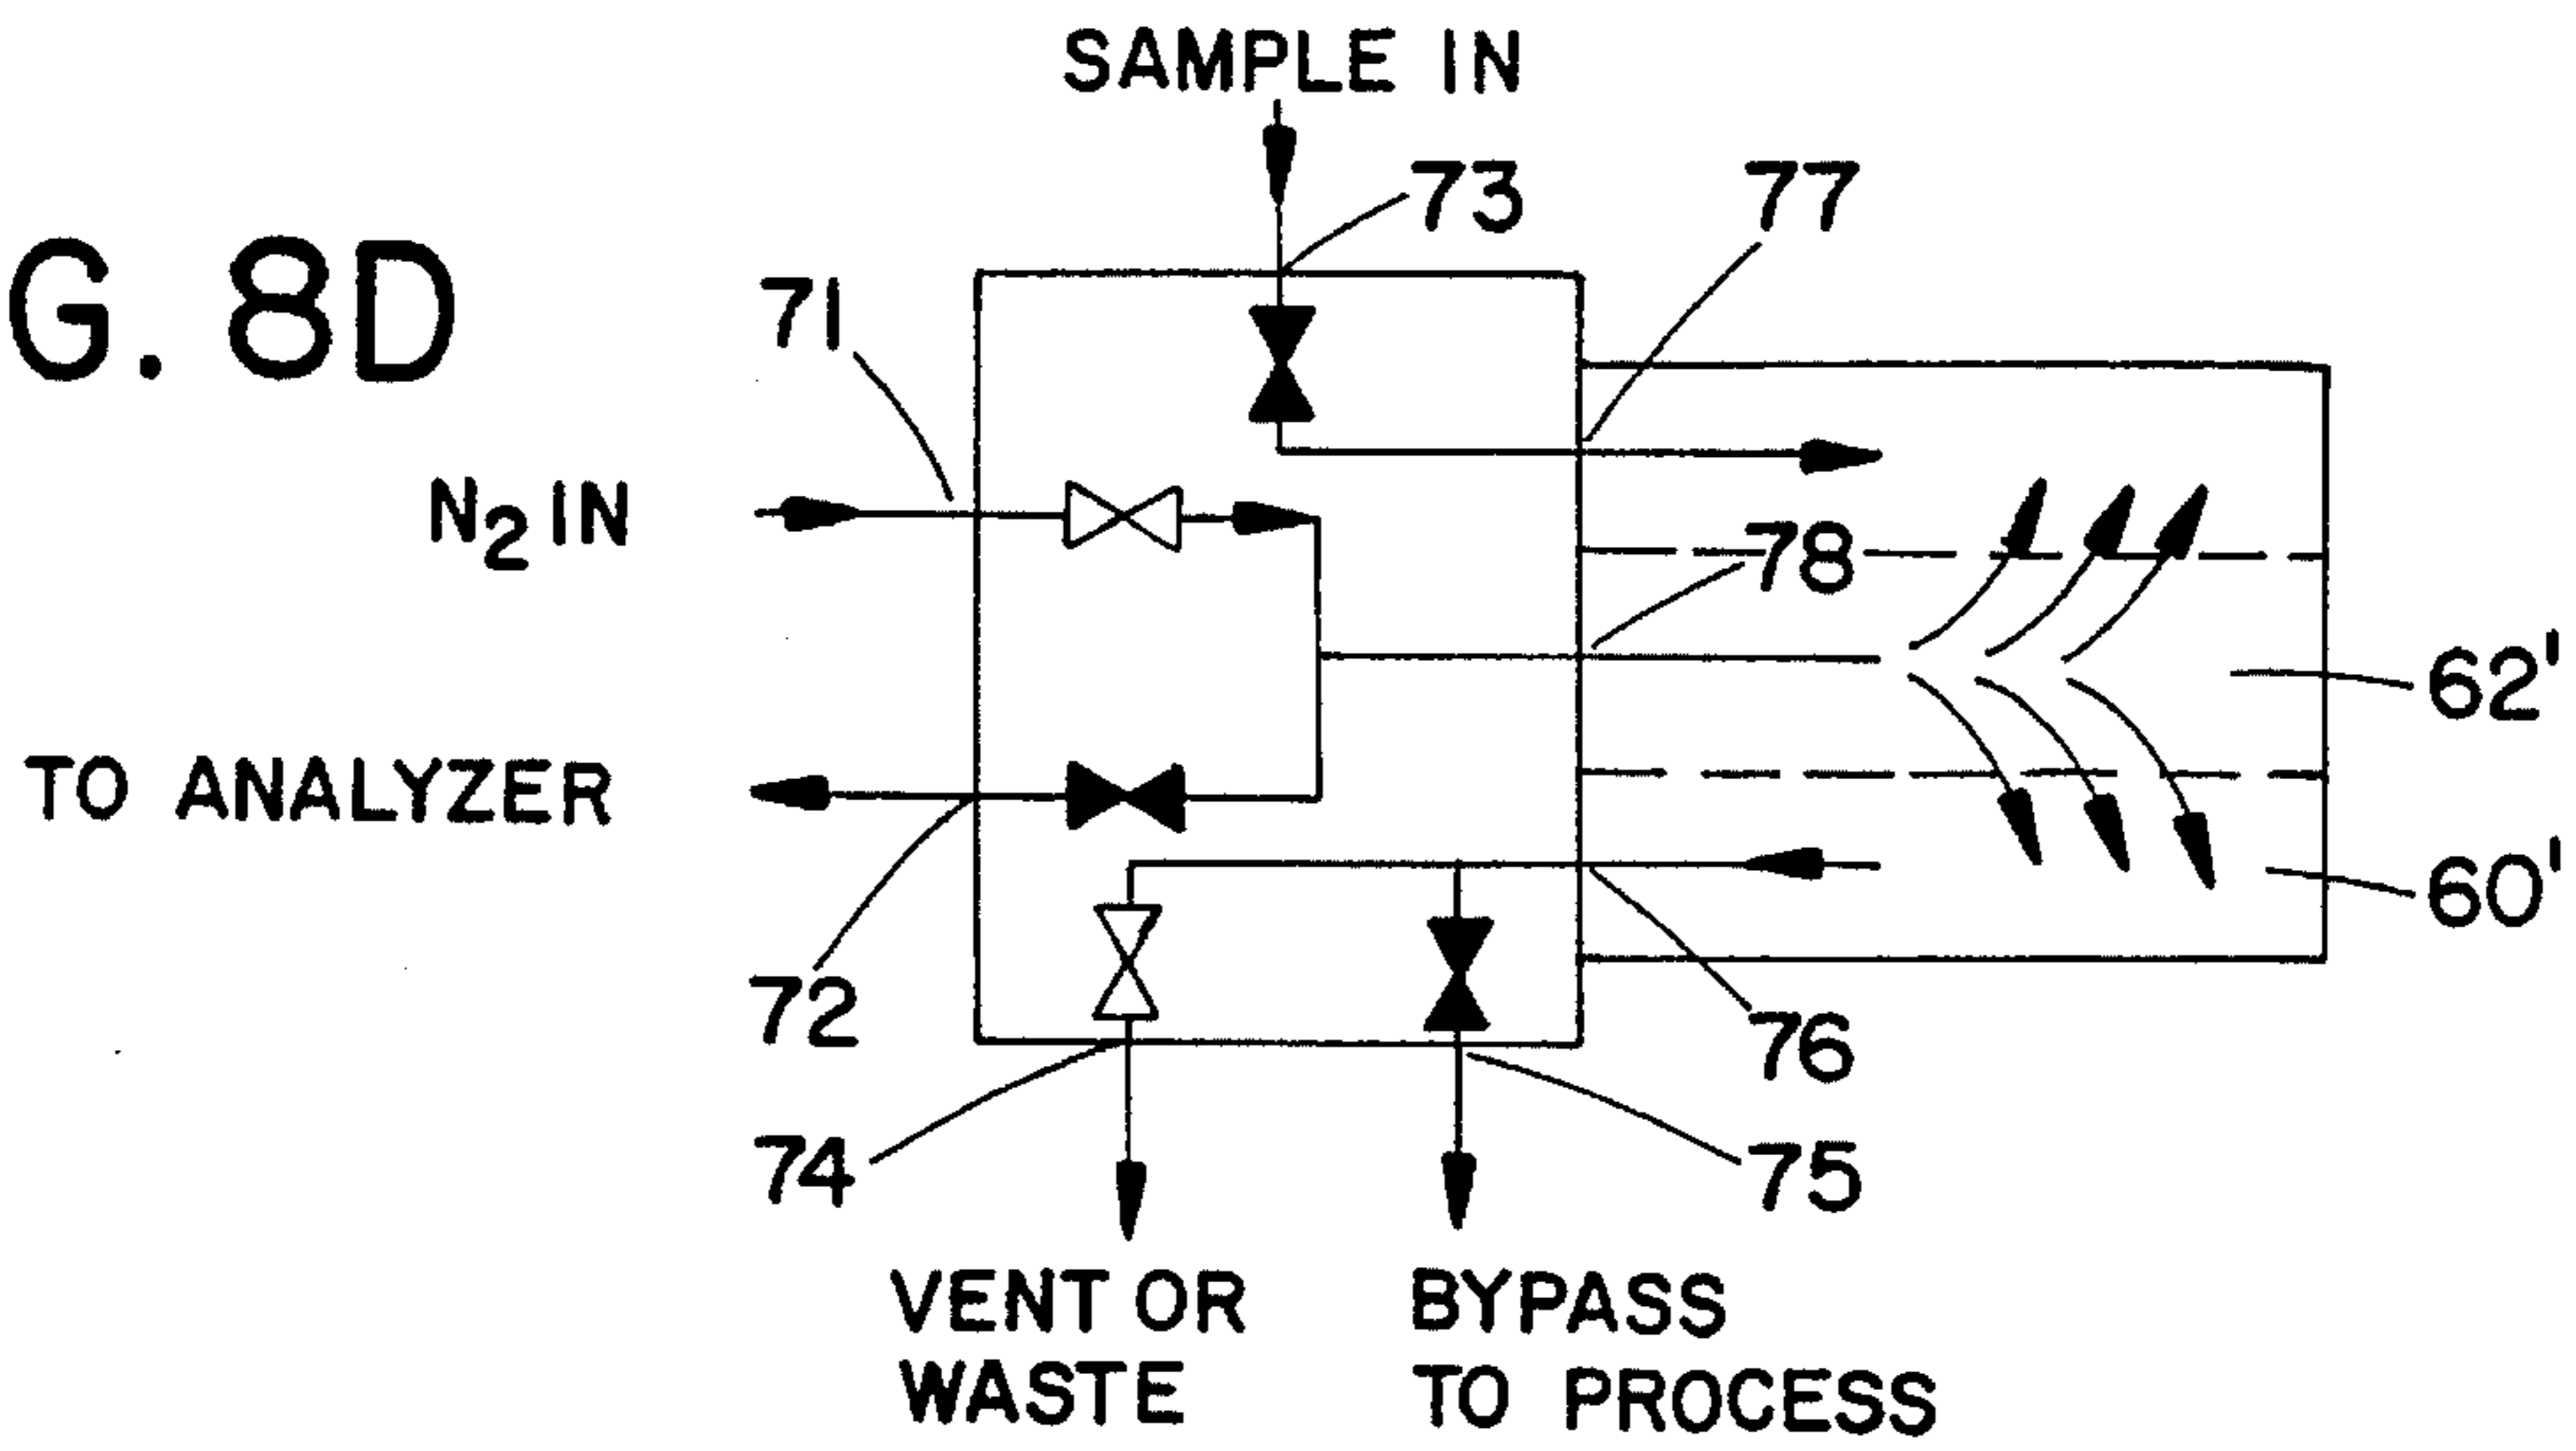 SAMPLE IN
73
77
G. 8D
71
N2 IN
78
62'
TO ANALYZER
60'
72
76
74
75
VENT OR
WASTE
BYPASS
TO PROCESS